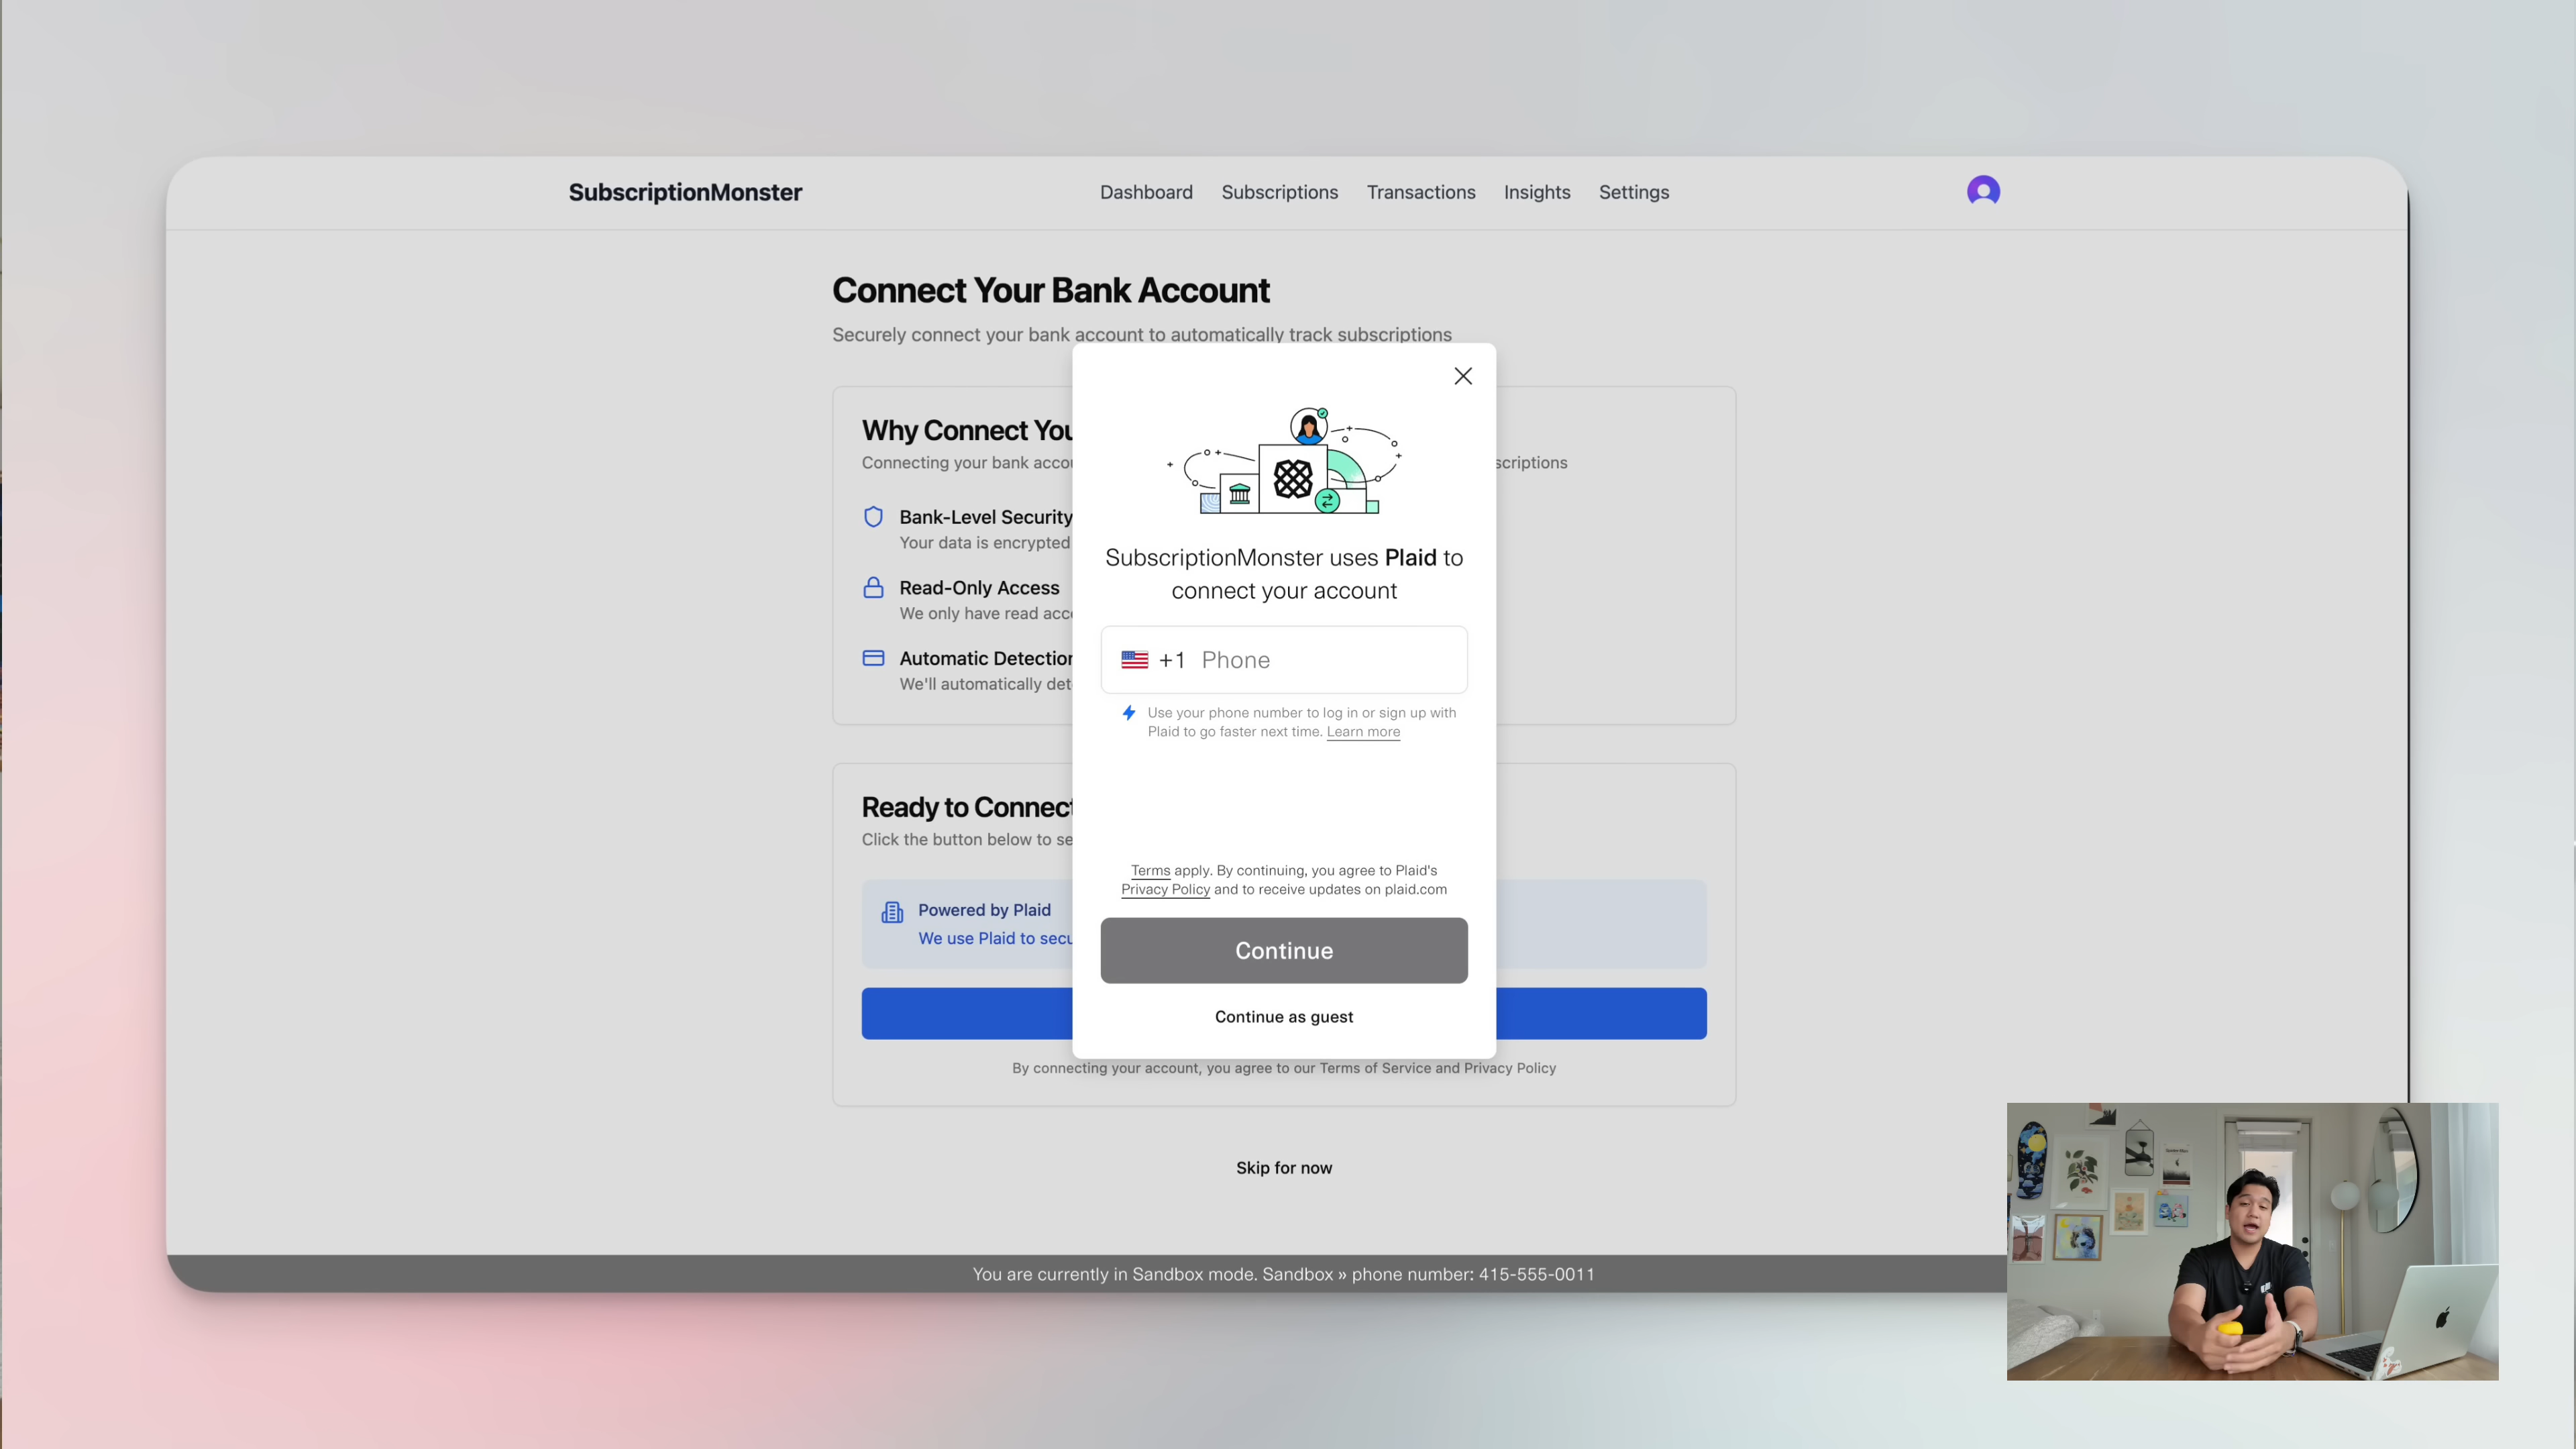 SubscriptionMonster
Dashboard Subscriptions Transactions Insights Settings
Connect Your Bank Account
Securely connect your bank account to automatically track subscriptions
Why Connect You
Connecting your bank accou
scriptions
Bank-Level Security
Your data is encrypted
Read-Only Access
We only have read acc
Automatic Detection
We'll automatically det
SubscriptionMonster uses Plaid to
connect your account
+1 Phone
Use your phone number to log in or sign up with
Plaid to go faster next time. Learn more
Terms apply. By continuing, you agree to Plaid's
Privacy Policy and to receive updates on plaid.com
Continue
Continue as guest
Ready to Connect
Click the button below to se
Powered by Plaid
We use Plaid to secu
By connecting your account, you agree to our Terms of Service and Privacy Policy
Skip for now
You are currently in Sandbox mode. Sandbox » phone number: 415-555-0011